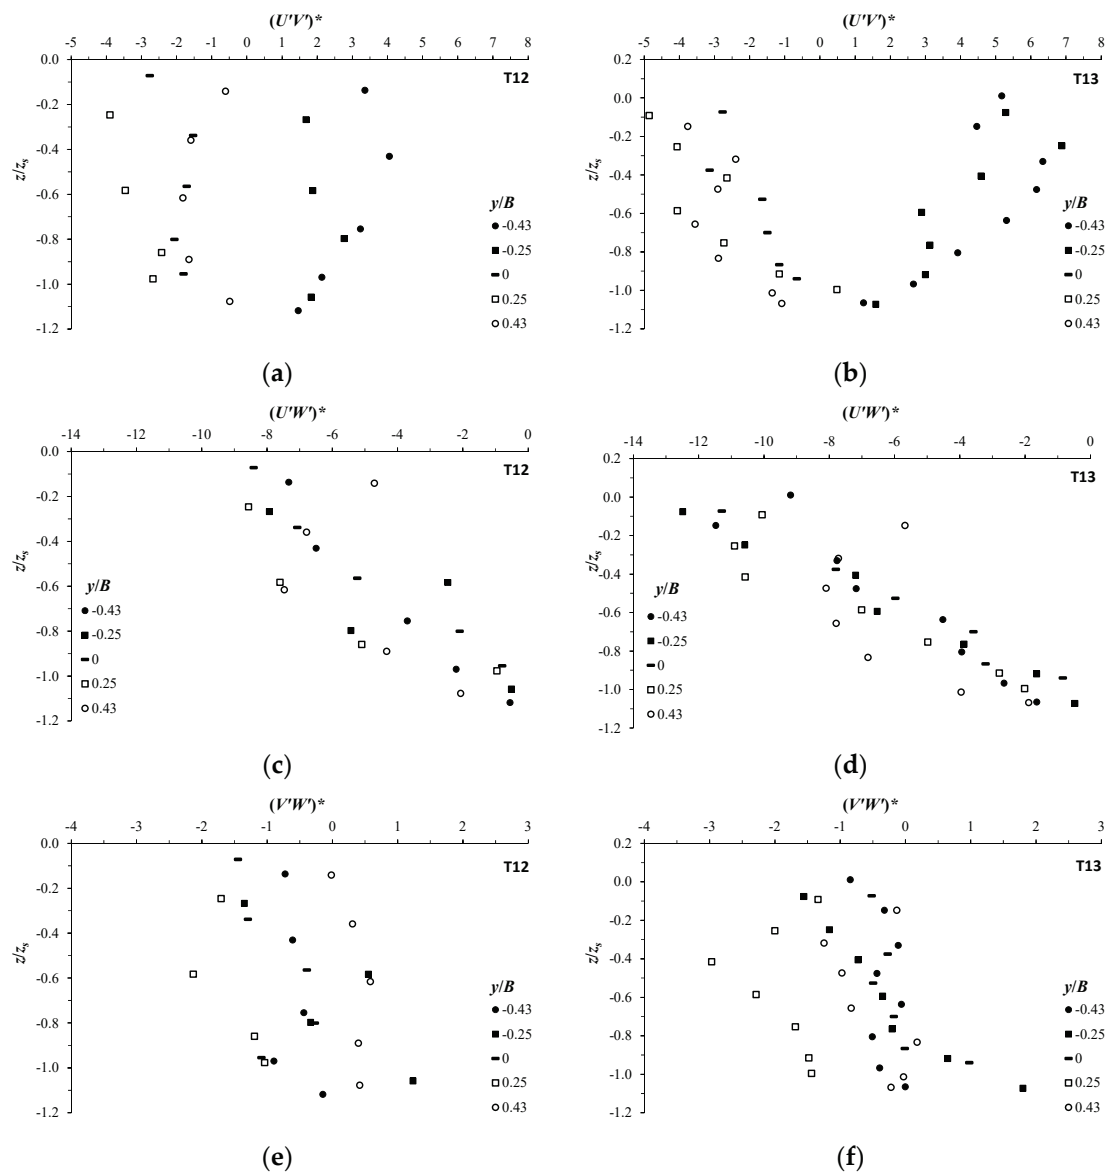 (U'V')*
-5 -4 -3 -2 -1 0 1 2 3 4 5 6 7 8
0.0
T12
-0.2
-0.4
z/zs
-0.6
y/B
-0.43
-0.8
-0.25
0
-1.0
0.25
-1.2
0.43
(a)
(U'V')*
-5 -4 -3 -2 -1 0 1 2 3 4 5 6 7 8
0.2
T13
0.0
-0.2
z/zs
-0.4
-0.6
y/B
-0.43
-0.8
-0.25
0
-1.0
0.25
-1.2
0.43
(b)
(U'W')*
-14 -12 -10 -8 -6 -4 -2 0
0.0
T12
-0.2
-0.4
z/zs
-0.6
y/B
-0.43
-0.8
-0.25
0
-1.0
0.25
0.43
-1.2
(c)
(U'W')*
-14 -12 -10 -8 -6 -4 -2 0
0.2
T13
0.0
-0.2
z/zs
-0.4
y/B
-0.6
-0.43
-0.8
-0.25
0
-1.0
0.25
0.43
-1.2
(d)
(V'W')*
-4 -3 -2 -1 0 1 2 3
0.0
T12
-0.2
-0.4
z/zs
-0.6
y/B
-0.43
-0.8
-0.25
0
-1.0
0.25
-1.2
0.43
(e)
(V'W')*
-4 -3 -2 -1 0 1 2 3
0.2
T13
0.0
-0.2
z/zs
-0.4
-0.6
y/B
-0.43
-0.8
-0.25
0
-1.0
0.25
-1.2
0.43
(f)